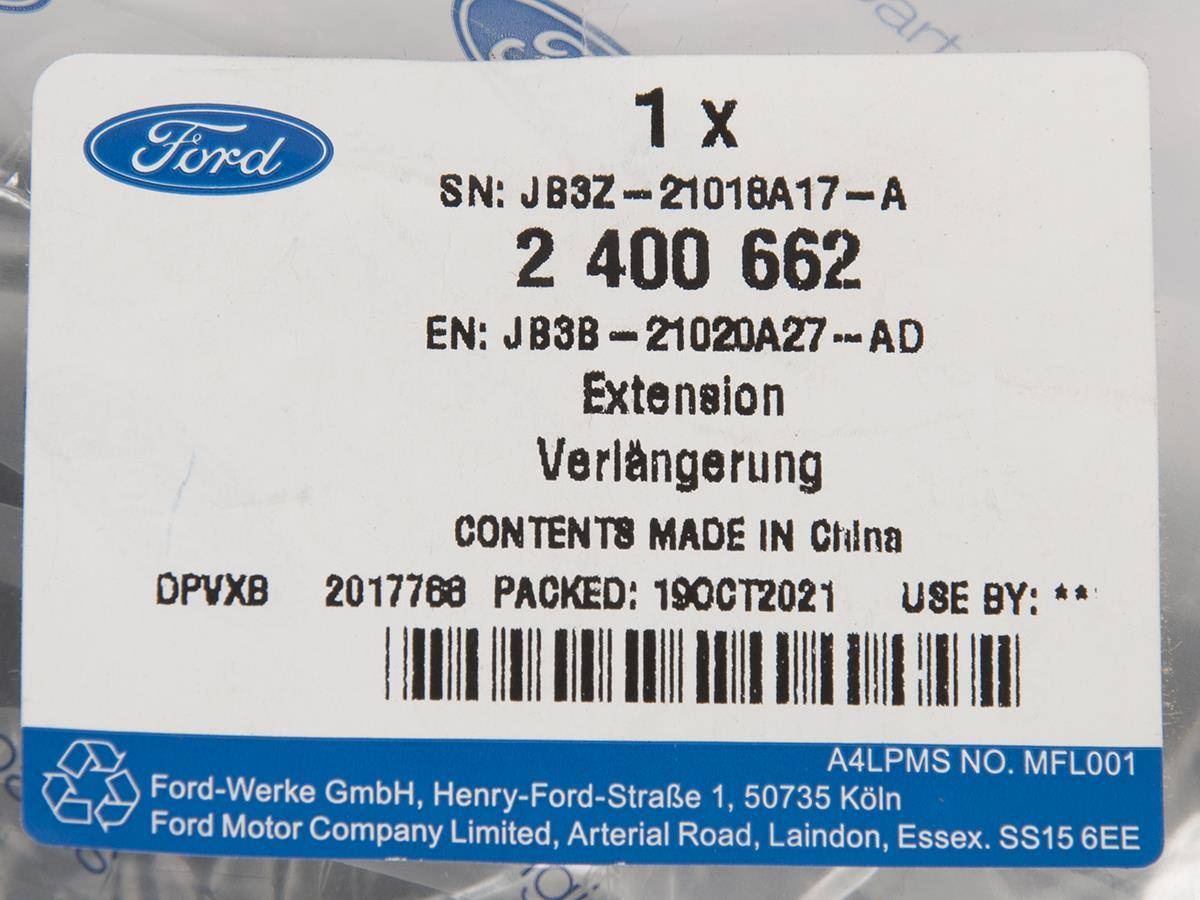 part
Ford
1 x
SN: JB3Z-21018A17-A
2 400 662
EN: JB3B-21020A27-AD
Extension
Verlängerung
CONTENTS MADE IN China
DPVXB 2017768 PACKED: 19OCT2021 USE BY: **
A4LPMS NO. MFL001
Ford-Werke GmbH, Henry-Ford-Straße 1, 50735 Köln
Ford Motor Company Limited, Arterial Road, Laindon, Essex. SS15 6EE